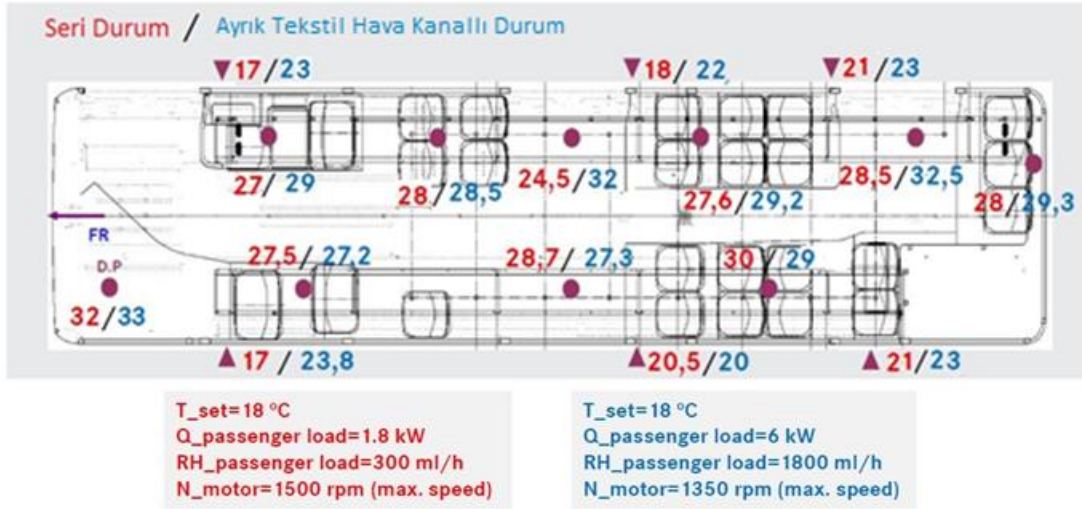 Seri Durum / Ayrık Tekstil Hava Kanallı Durum
17/23
18/ 22
21/23
27/ 29
28/28,5
24,5/32
27,6/29,2
28,5/32,5
28/29,3
FR
D.P
27,5/ 27,2
28,7/ 27,3
30/29
32/33
17 / 23,8
20,5/20
21/23
T_set=18 °C
Q_passenger load=1.8 kW
RH_passenger load=300 ml/h
N_motor=1500 rpm (max. speed)
T_set=18 °C
Q_passenger load=6 kW
RH_passenger load=1800 ml/h
N_motor=1350 rpm (max. speed)